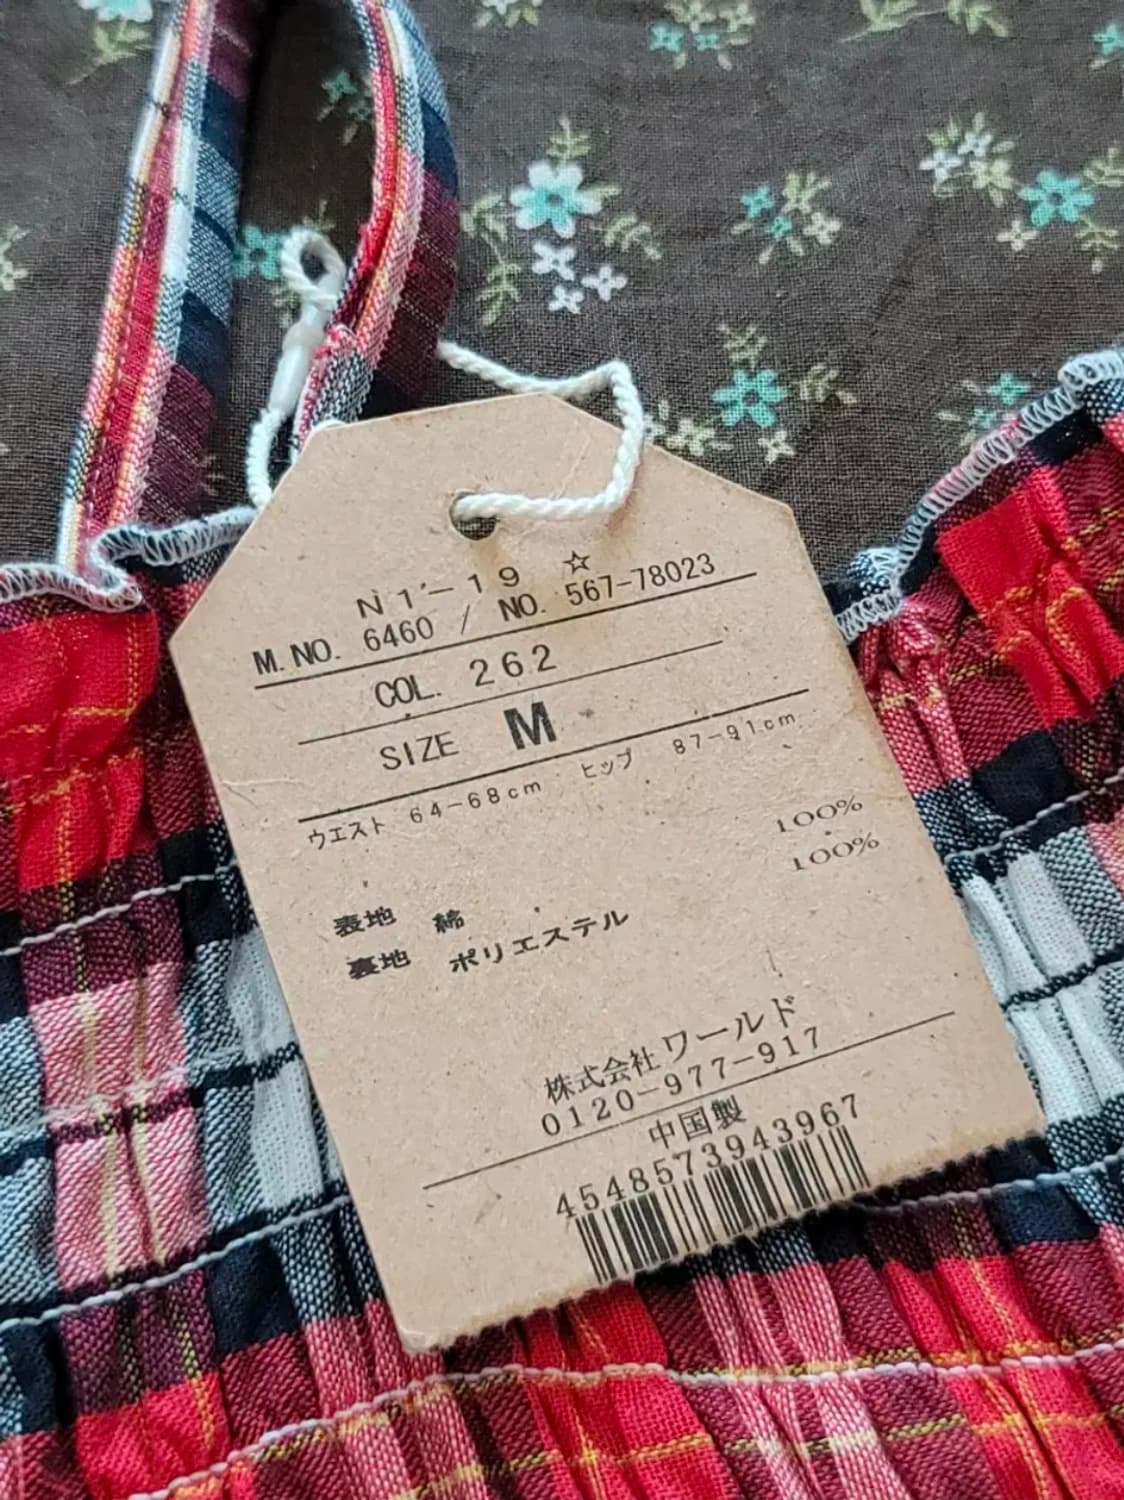 N1-19 ☆
M.NO. 6460 / NO. 567-78023
COL. 262
SIZE M
ウエスト 64-68cm ヒップ 87-91cm
表地 綿 100%
裏地 ポリエステル 100%
株式会社ワールド
0120-977-917
中国製
4548573943967